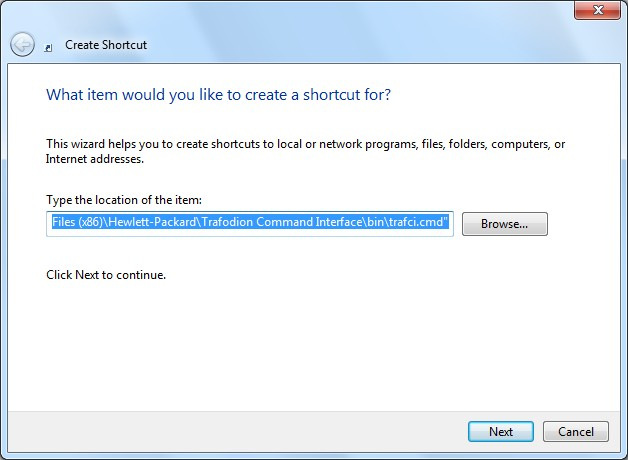 Create Shortcut
What item would you like to create a shortcut for?
This wizard helps you to create shortcuts to local or network programs, files, folders, computers, or
Internet addresses.
Type the location of the item:
Files (x86)\Hewlett-Packard\Trafodion Command Interface\bin\trafci.cmd"
Browse...
Click Next to continue.
Next
Cancel